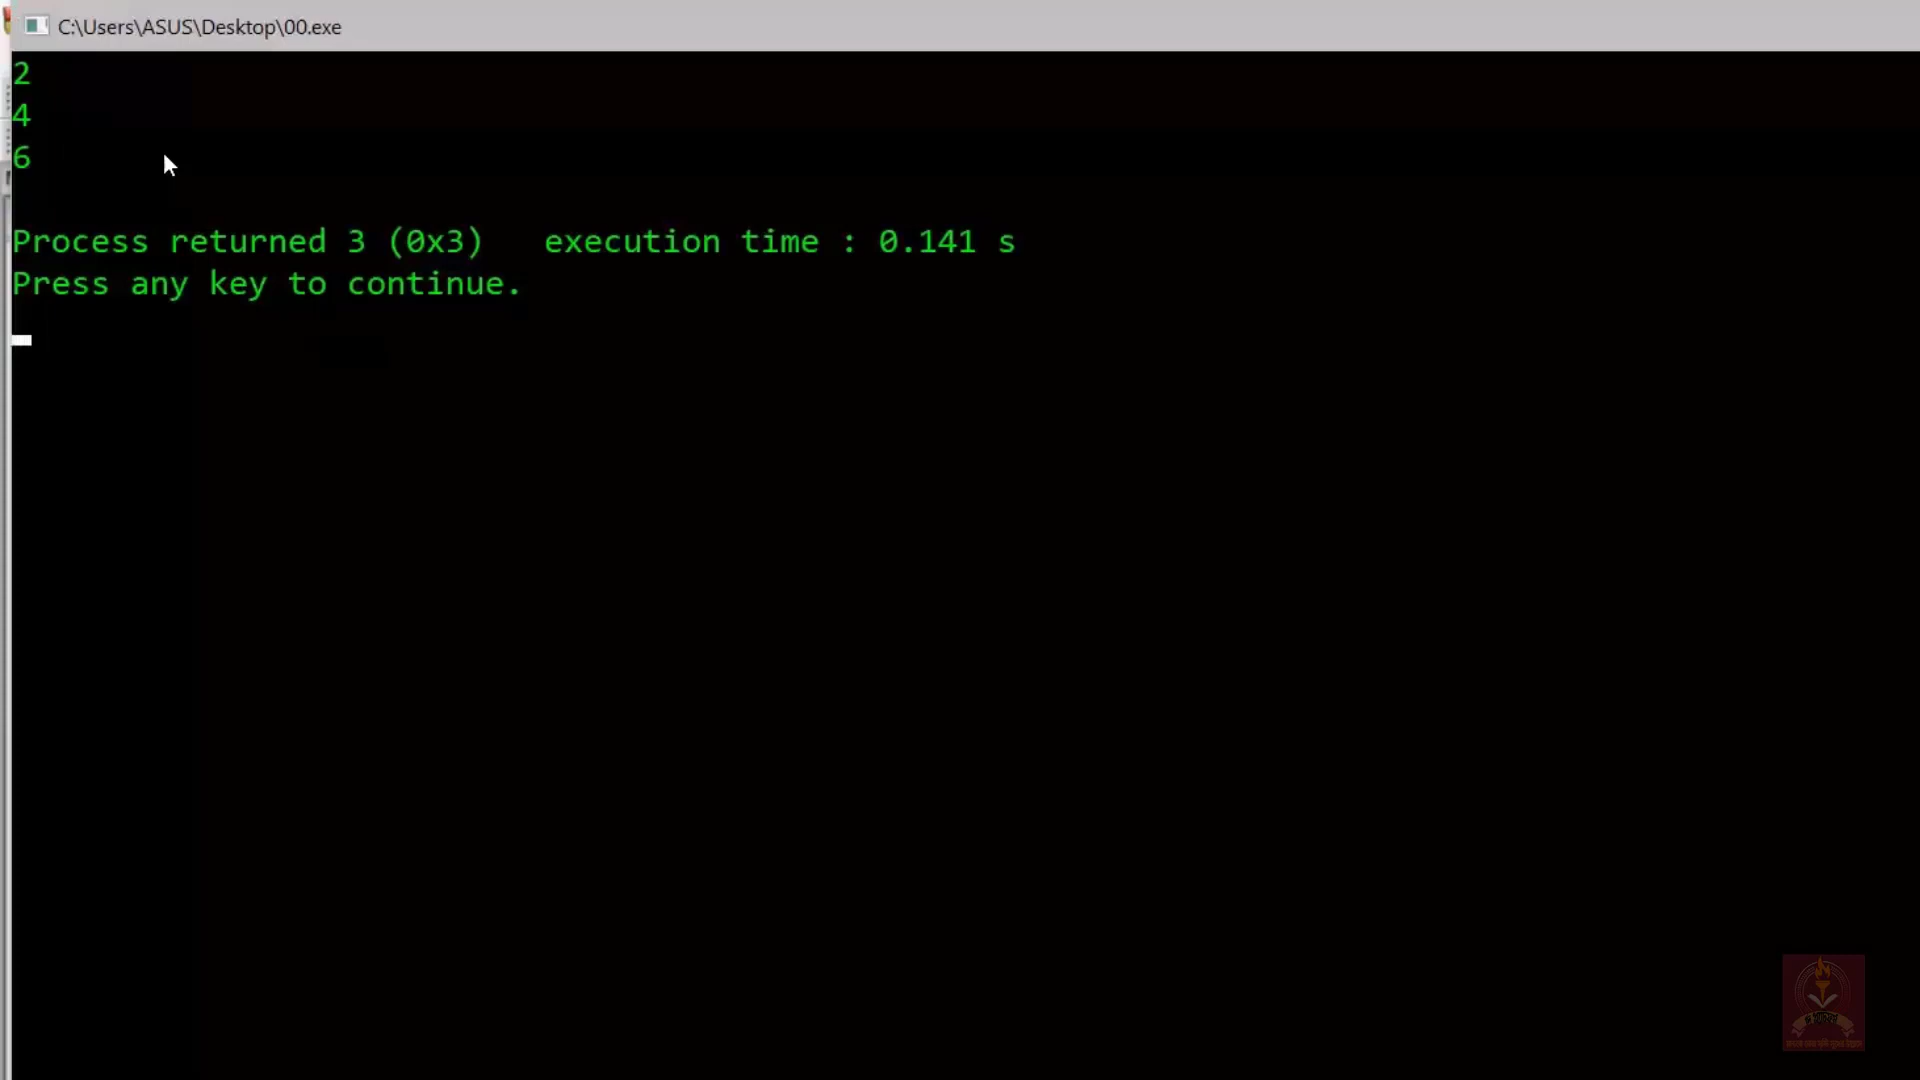 C:\Users\ASUS\Desktop\00.exe
2
4
6
Process returned 3 (0x3)   execution time : 0.141 s
Press any key to continue.